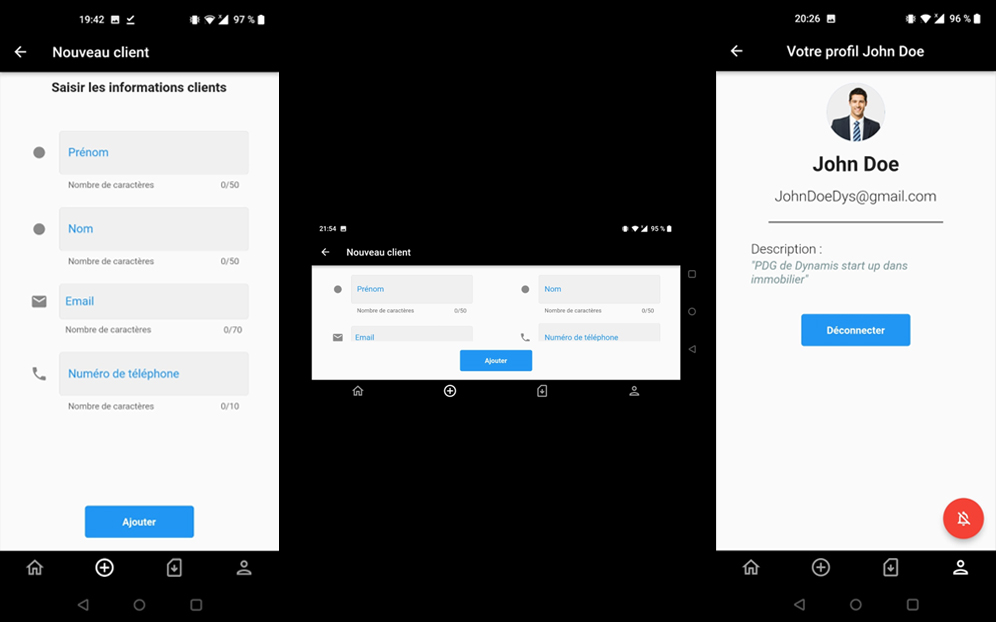 19:42
97 %
Nouveau client
Saisir les informations clients
Prénom
Nombre de caractères 0/50
Nom
Nombre de caractères 0/50
Email
Nombre de caractères 0/70
Numéro de téléphone
Nombre de caractères 0/10
Ajouter
21:54
95 %
Nouveau client
Prénom Nom
Nombre de caractères 0/50 Nombre de caractères 0/50
Email Numéro de téléphone
Ajouter
20:26
96 %
Votre profil John Doe
John Doe
JohnDoeDys@gmail.com
Description :
"PDG de Dynamis start up dans
immobilier"
Déconnecter